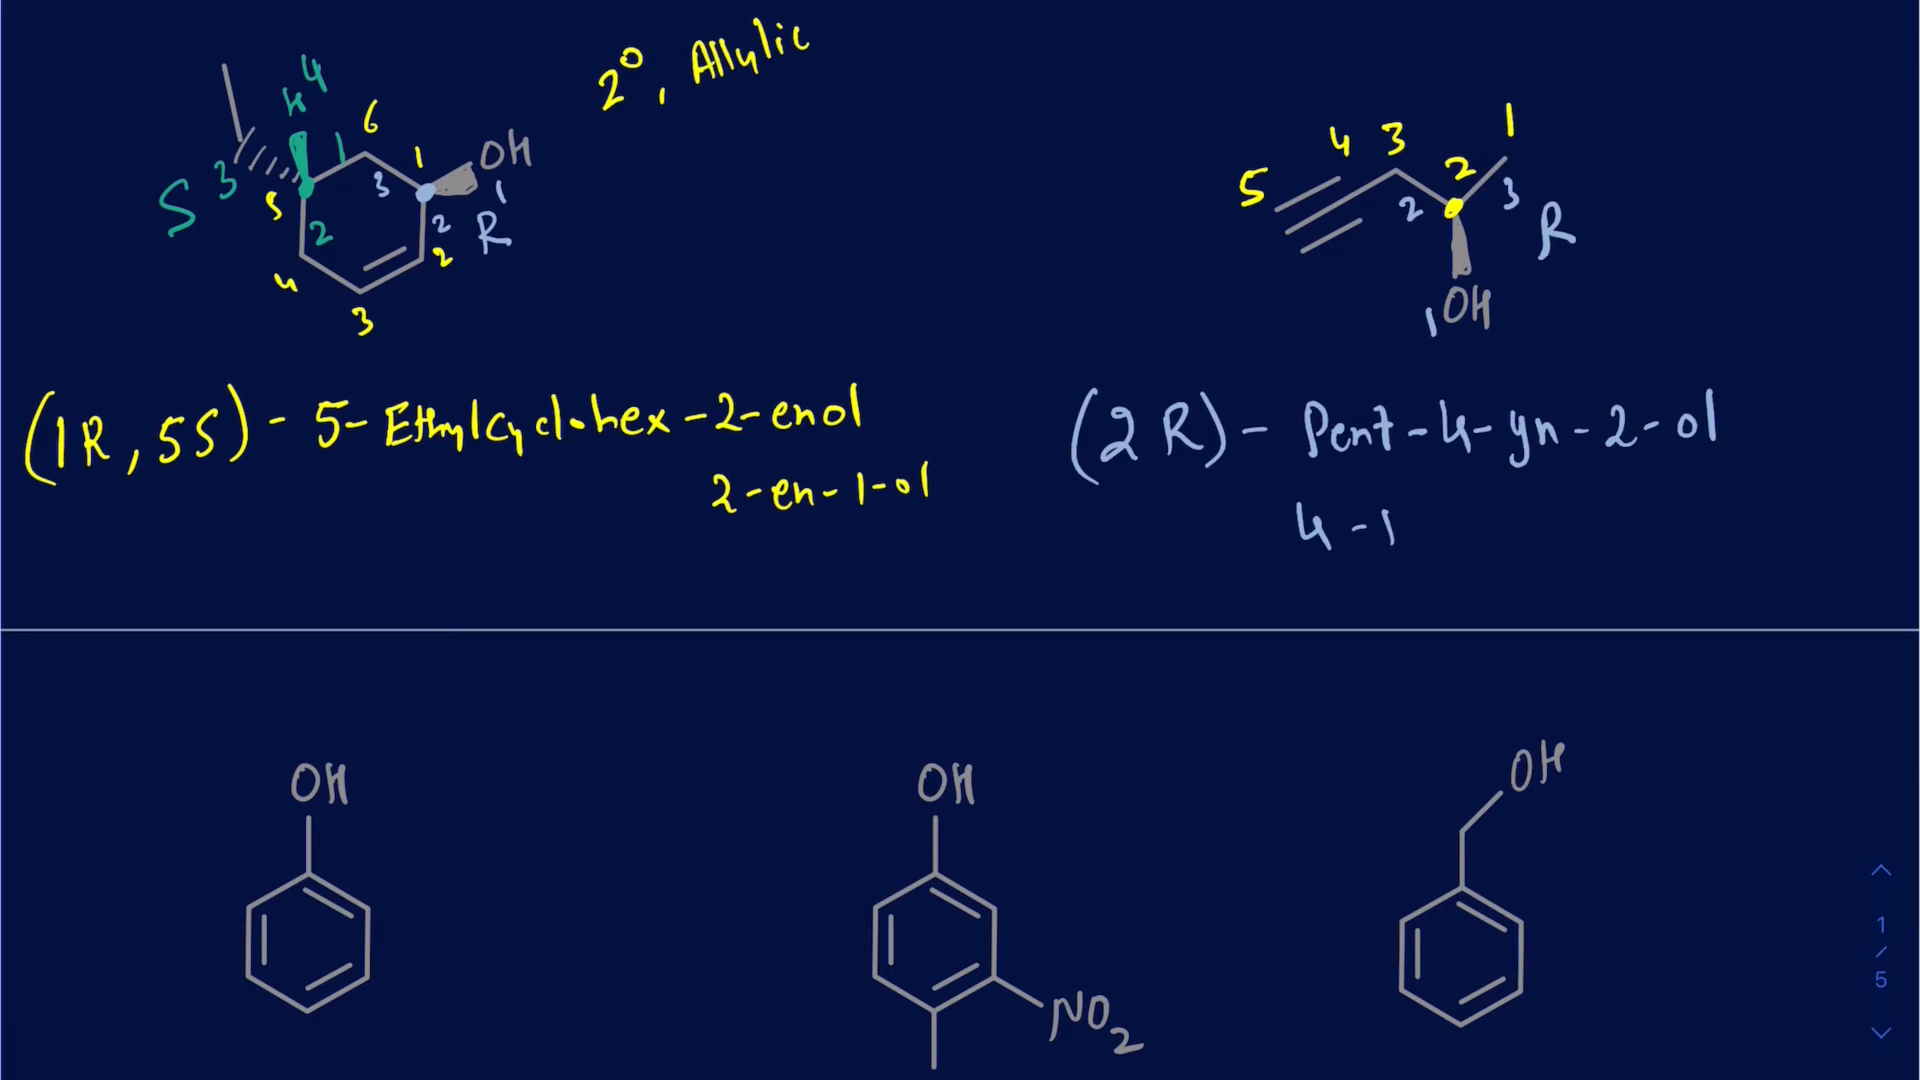 2°, Allylic
H 4
6
1
1
OH
3
S
5
3
1
2
2
2
R
4
3
1
4
3
5
2
3
2
R
1
OH
(1R, 5S) - 5-Ethylcyclohex-2-enol
2-en-1-ol
(2R)- Pent-4-yn-2-ol
4-1
OH
OH
OH
NO2
1
/
5